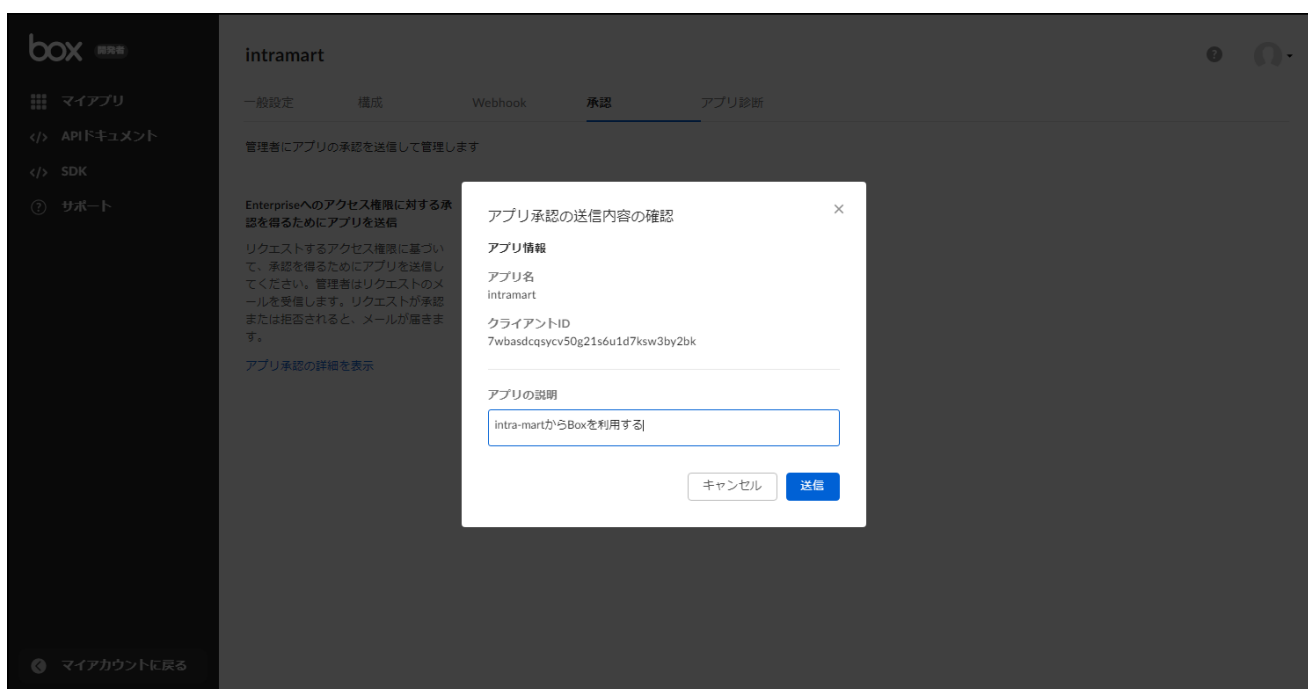 box 開発者
マイアプリ
</> APIドキュメント
</> SDK
サポート
マイアカウントに戻る
intramart
一般設定 構成 Webhook 承認 アプリ診断
管理者にアプリの承認を送信して管理します
Enterpriseへのアクセス権限に対する承
認を得るためにアプリを送信
リクエストするアクセス権限に基づい
て、承認を得るためにアプリを送信し
てください。管理者はリクエストのメ
ールを受信します。リクエストが承認
または拒否されると、メールが届きま
す。
アプリ承認の詳細を表示
アプリ承認の送信内容の確認
アプリ情報
アプリ名
intramart
クライアントID
7wbasdcqsycv50g21s6u1d7ksw3by2bk
アプリの説明
intra-martからBoxを利用する
キャンセル 送信